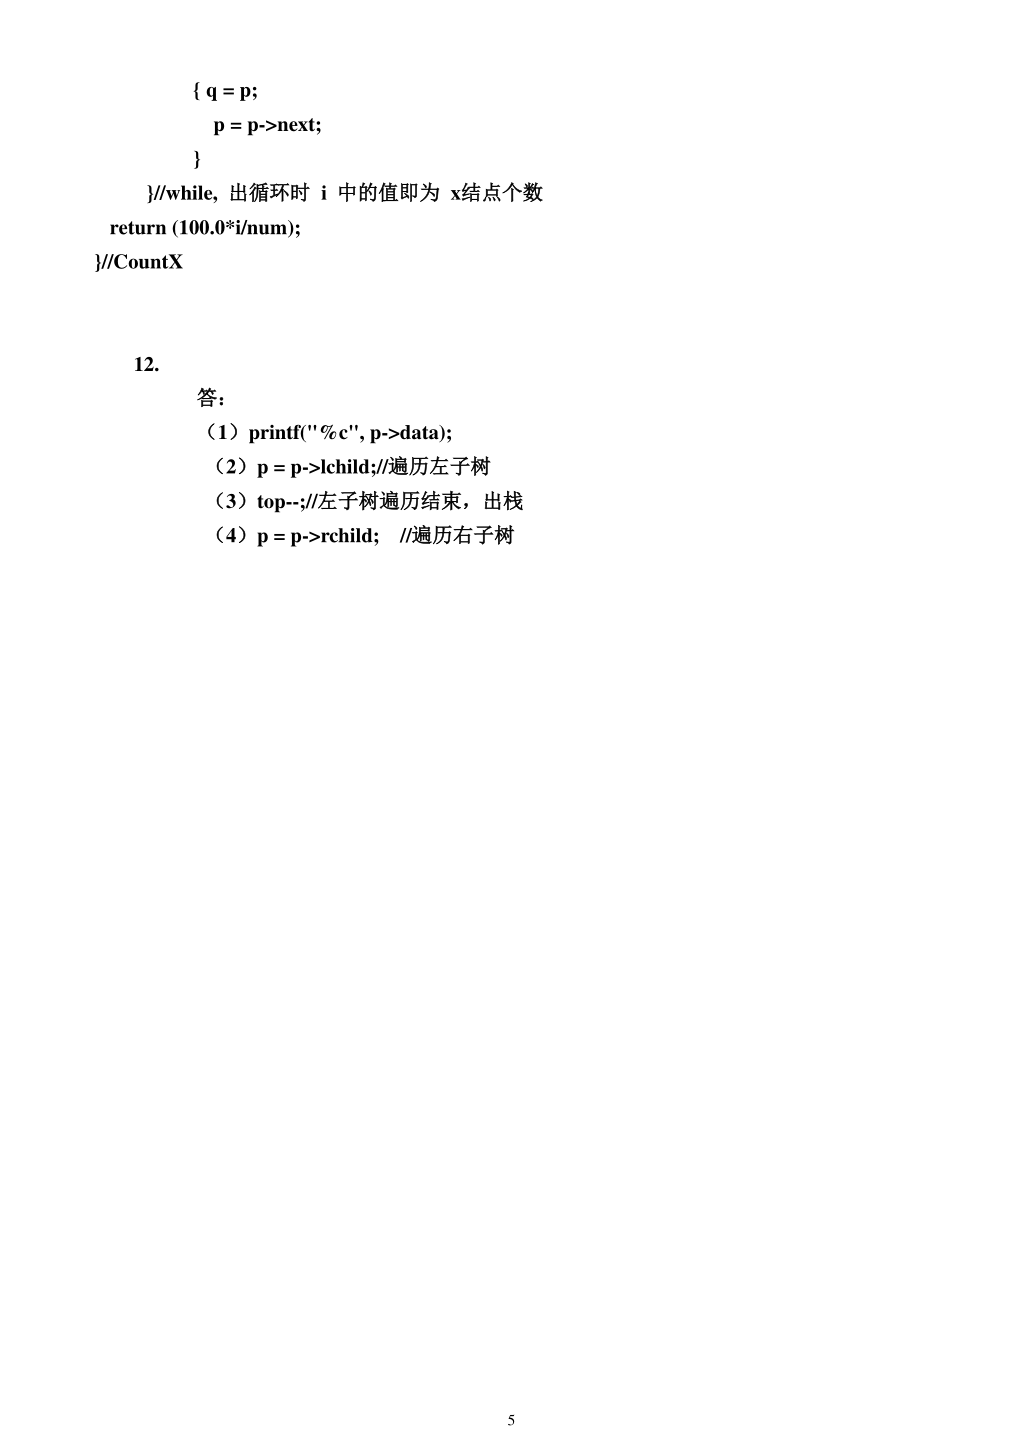 { q = p;
p = p->next;
}
}//while, 出循环时 i 中的值即为 x结点个数
return (100.0*i/num);
}//CountX
12.
答：
（1）printf("%c", p->data);
（2）p = p->lchild;//遍历左子树
（3）top--;//左子树遍历结束，出栈
（4）p = p->rchild; //遍历右子树
5